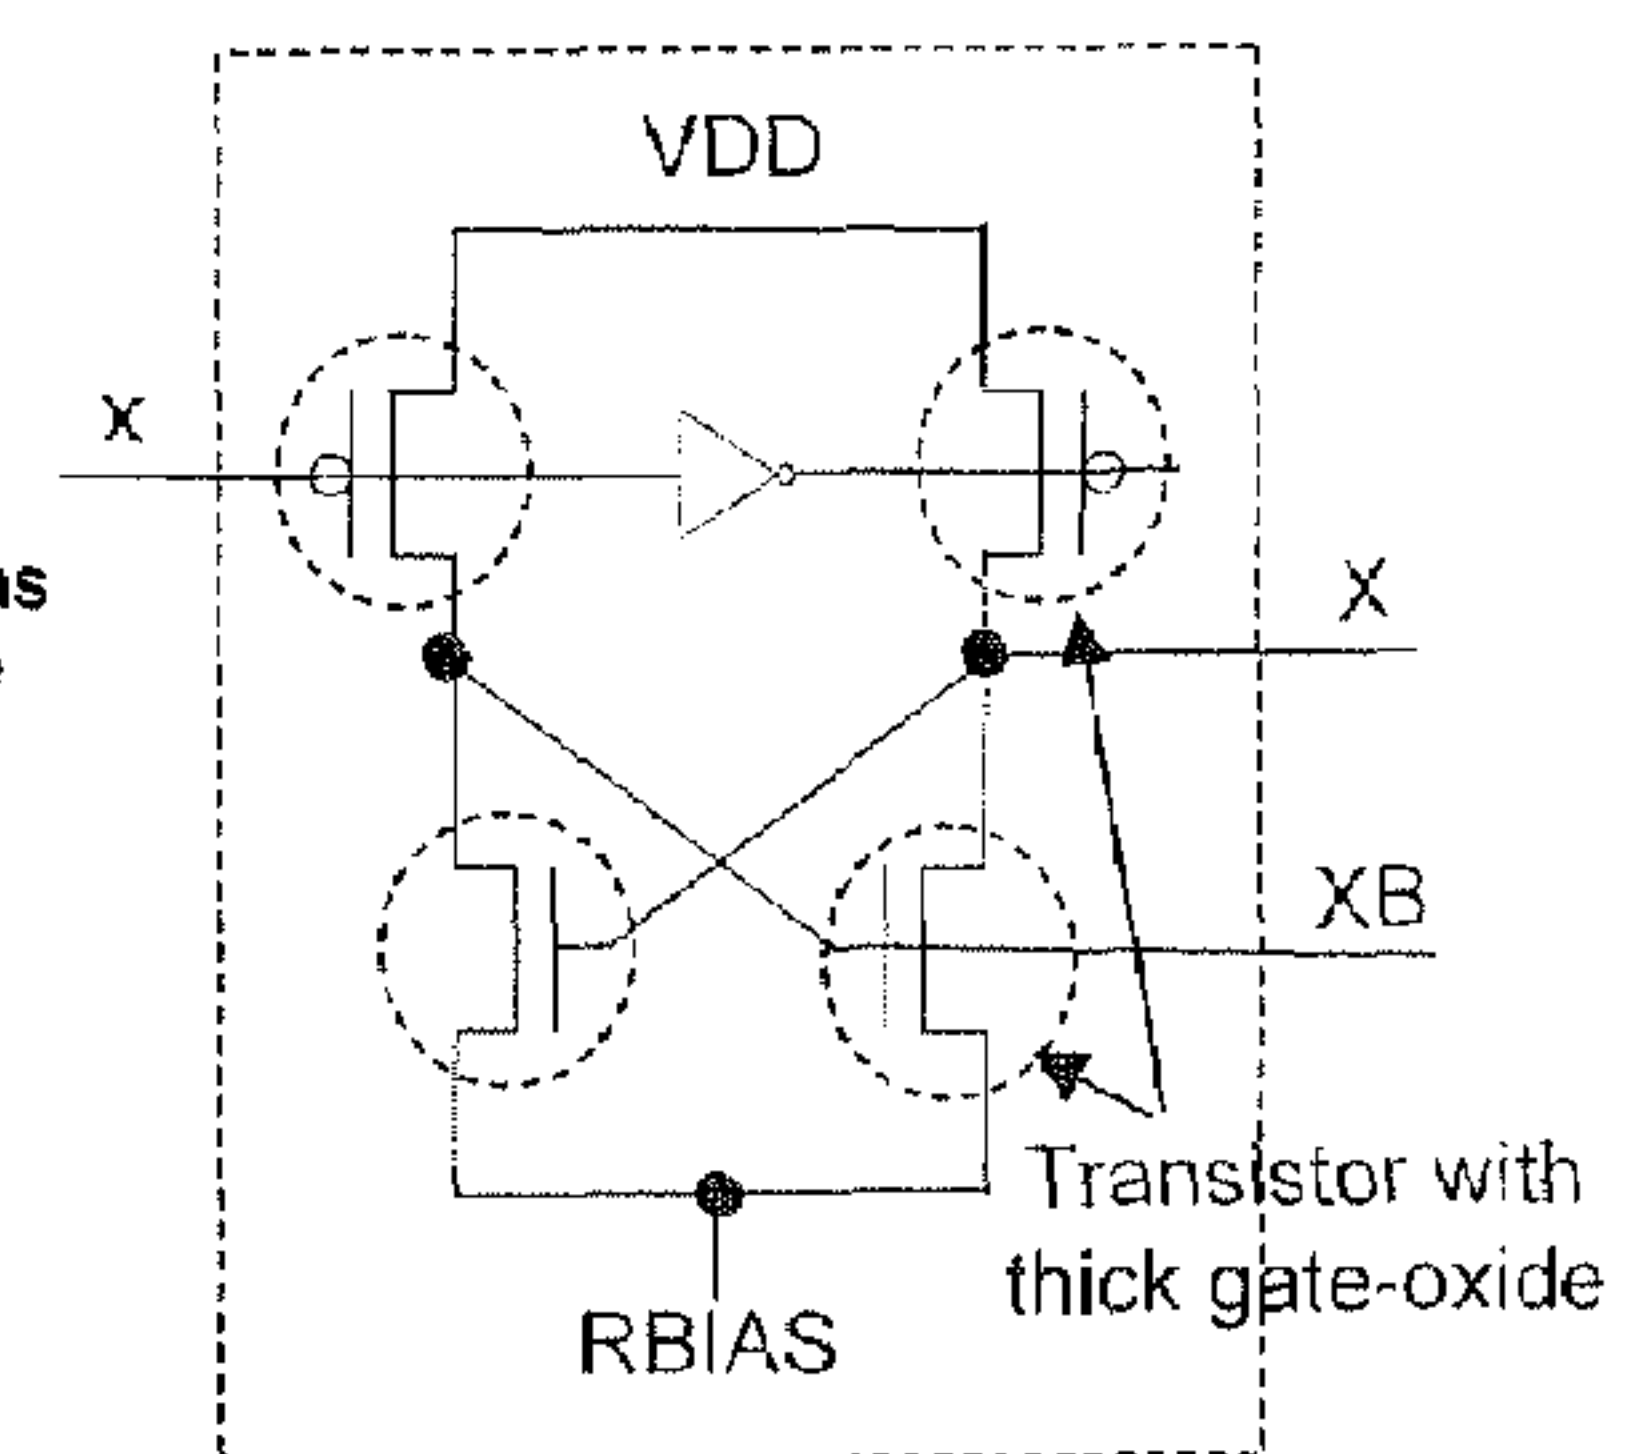 VDD
X
X
XB
Transistor with
thick gate-oxide
RBIAS